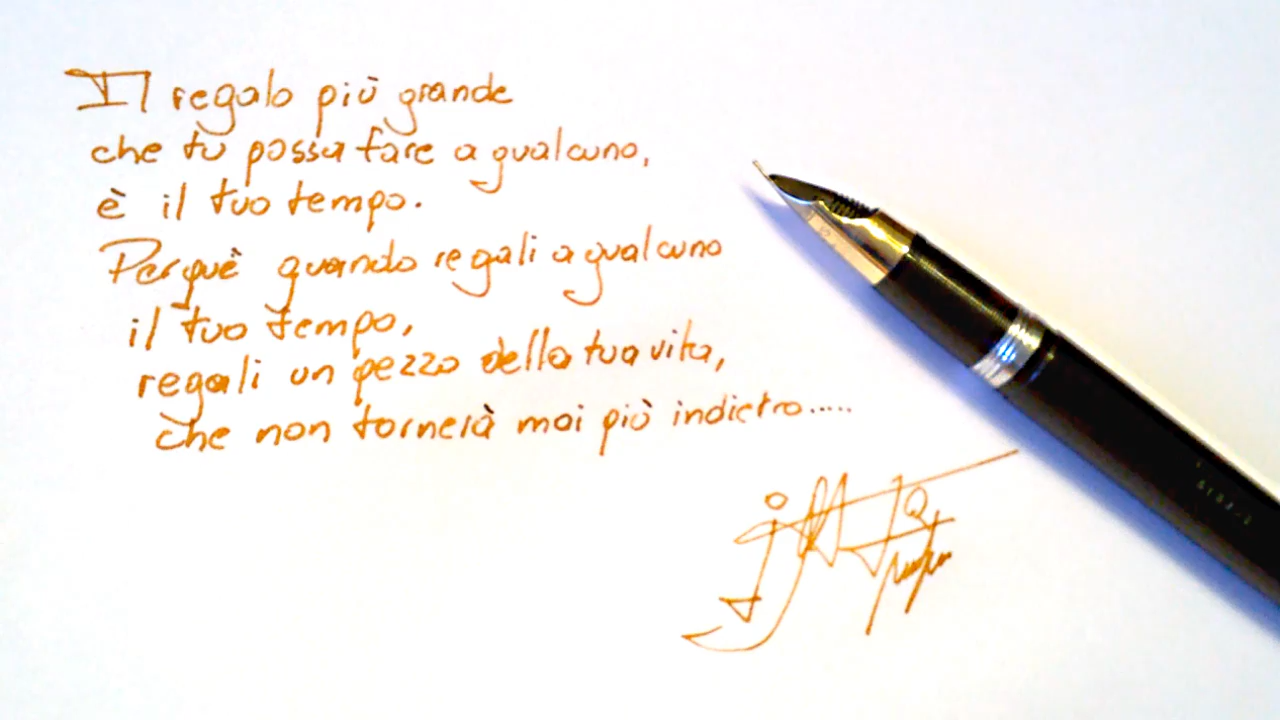 Il regalo più grande
che tu possa fare a qualcuno,
è il tuo tempo.
Perquè quando regali a qualcuno
il tuo tempo,
regali un pezzo della tua vita,
che non tornerà mai più indietro.....